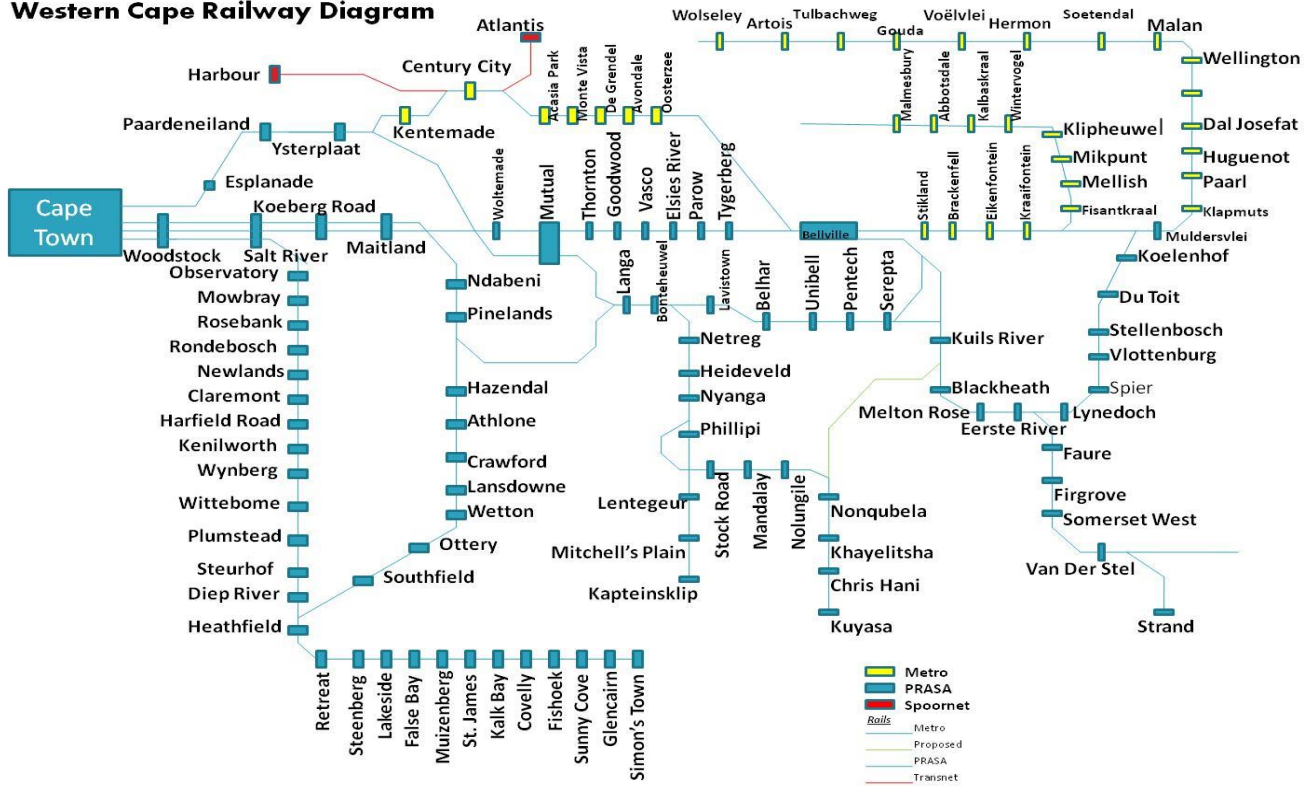 Western Cape Railway Diagram
Wolseley
Artois
Tulbachweg
Gouda
Voëlvlei
Hermon
Soetendal
Malan
Atlantis
Harbour
Century City
Acasia Park
Monte Vista
De Grendel
Avondale
Oosterzee
Malmesbury
Abbotsdale
Kalbaskraal
Wintervogel
Wellington
Paardeneiland
Ysterplaat
Kentemade
Klipheuwel
Dal Josefat
Mikpunt
Huguenot
Esplanade
Mellish
Paarl
Cape
Town
Koeberg Road
Woltemade
Mutual
Thornton
Goodwood
Vasco
Elsies River
Parow
Tygerberg
Bellville
Stikland
Brackenfell
Eikenfontein
Kraaifontein
Fisantkraal
Klapmuts
Woodstock
Salt River
Maitland
Muldersvlei
Koelenhof
Observatory
Ndabeni
Langa
Bonteheuwel
Lavistown
Belhar
Unibell
Pentech
Serepta
Mowbray
Du Toit
Rosebank
Pinelands
Stellenbosch
Rondebosch
Netreg
Kuils River
Vlottenburg
Newlands
Heideveld
Claremont
Hazendal
Nyanga
Blackheath
Spier
Harfield Road
Athlone
Phillipi
Melton Rose
Eerste River
Lynedoch
Kenilworth
Faure
Wynberg
Crawford
Lansdowne
Stock Road
Mandalay
Nolungile
Firgrove
Wittebome
Wetton
Lentegeur
Nonqubela
Somerset West
Plumstead
Ottery
Mitchell's Plain
Khayelitsha
Van Der Stel
Steurhof
Southfield
Kapteinsklip
Chris Hani
Diep River
Heathfield
Kuyasa
Strand
Retreat
Steenberg
Lakeside
False Bay
Muizenberg
St. James
Kalk Bay
Covelly
Fishoek
Sunny Cove
Glencairn
Simon's Town
Metro
PRASA
Spoornet
Rails
Metro
Proposed
PRASA
Transnet